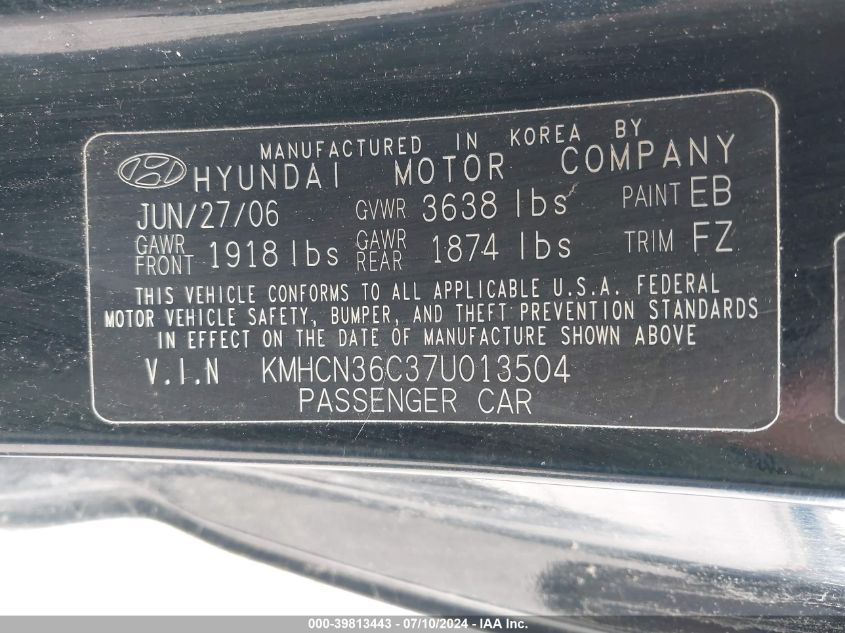 MANUFACTURED IN KOREA BY
HYUNDAI MOTOR COMPANY
JUN/27/06 GVWR 3638 lbs PAINT EB
GAWR FRONT 1918 lbs GAWR REAR 1874 lbs TRIM FZ
THIS VEHICLE CONFORMS TO ALL APPLICABLE U.S.A. FEDERAL
MOTOR VEHICLE SAFETY, BUMPER, AND THEFT PREVENTION STANDARDS
IN EFFECT ON THE DATE OF MANUFACTURE SHOWN ABOVE
V.I.N KMHCN36C37U013504
PASSENGER CAR
000-39813443 - 07/10/2024 - IAA Inc.